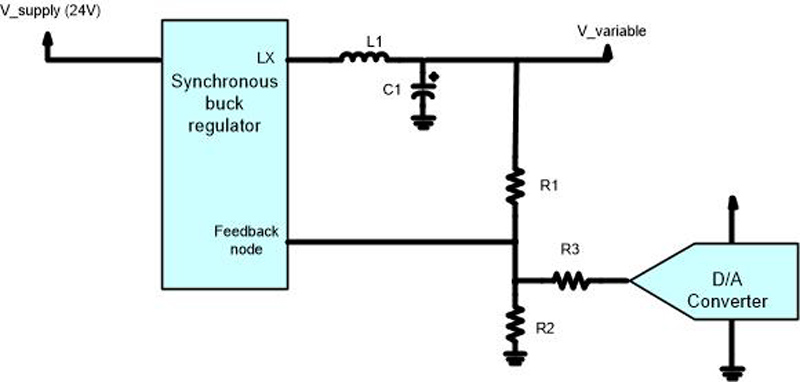 V_supply (24V)
L1
V_variable
LX
Synchronous
buck
regulator
C1
R1
Feedback
node
R3
D/A
Converter
R2